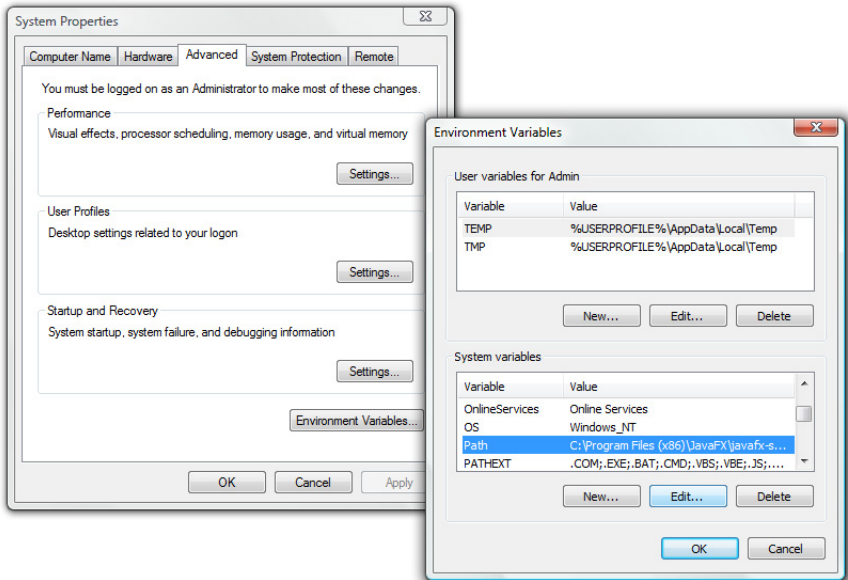 System Properties
Computer Name Hardware Advanced System Protection Remote
You must be logged on as an Administrator to make most of these changes.
Performance
Visual effects, processor scheduling, memory usage, and virtual memory
Settings...
User Profiles
Desktop settings related to your logon
Settings...
Startup and Recovery
System startup, system failure, and debugging information
Settings...
Environment Variables...
OK Cancel Apply
Environment Variables
User variables for Admin
Variable Value
TEMP %USERPROFILE%\AppData\Local\Temp
TMP %USERPROFILE%\AppData\Local\Temp
New... Edit... Delete
System variables
Variable Value
OnlineServices Online Services
OS Windows_NT
Path C:\Program Files (x86)\JavaFX\javafx-s...
PATHEXT .COM;.EXE;.BAT;.CMD;.VBS;.VBE;.JS;....
New... Edit... Delete
OK Cancel